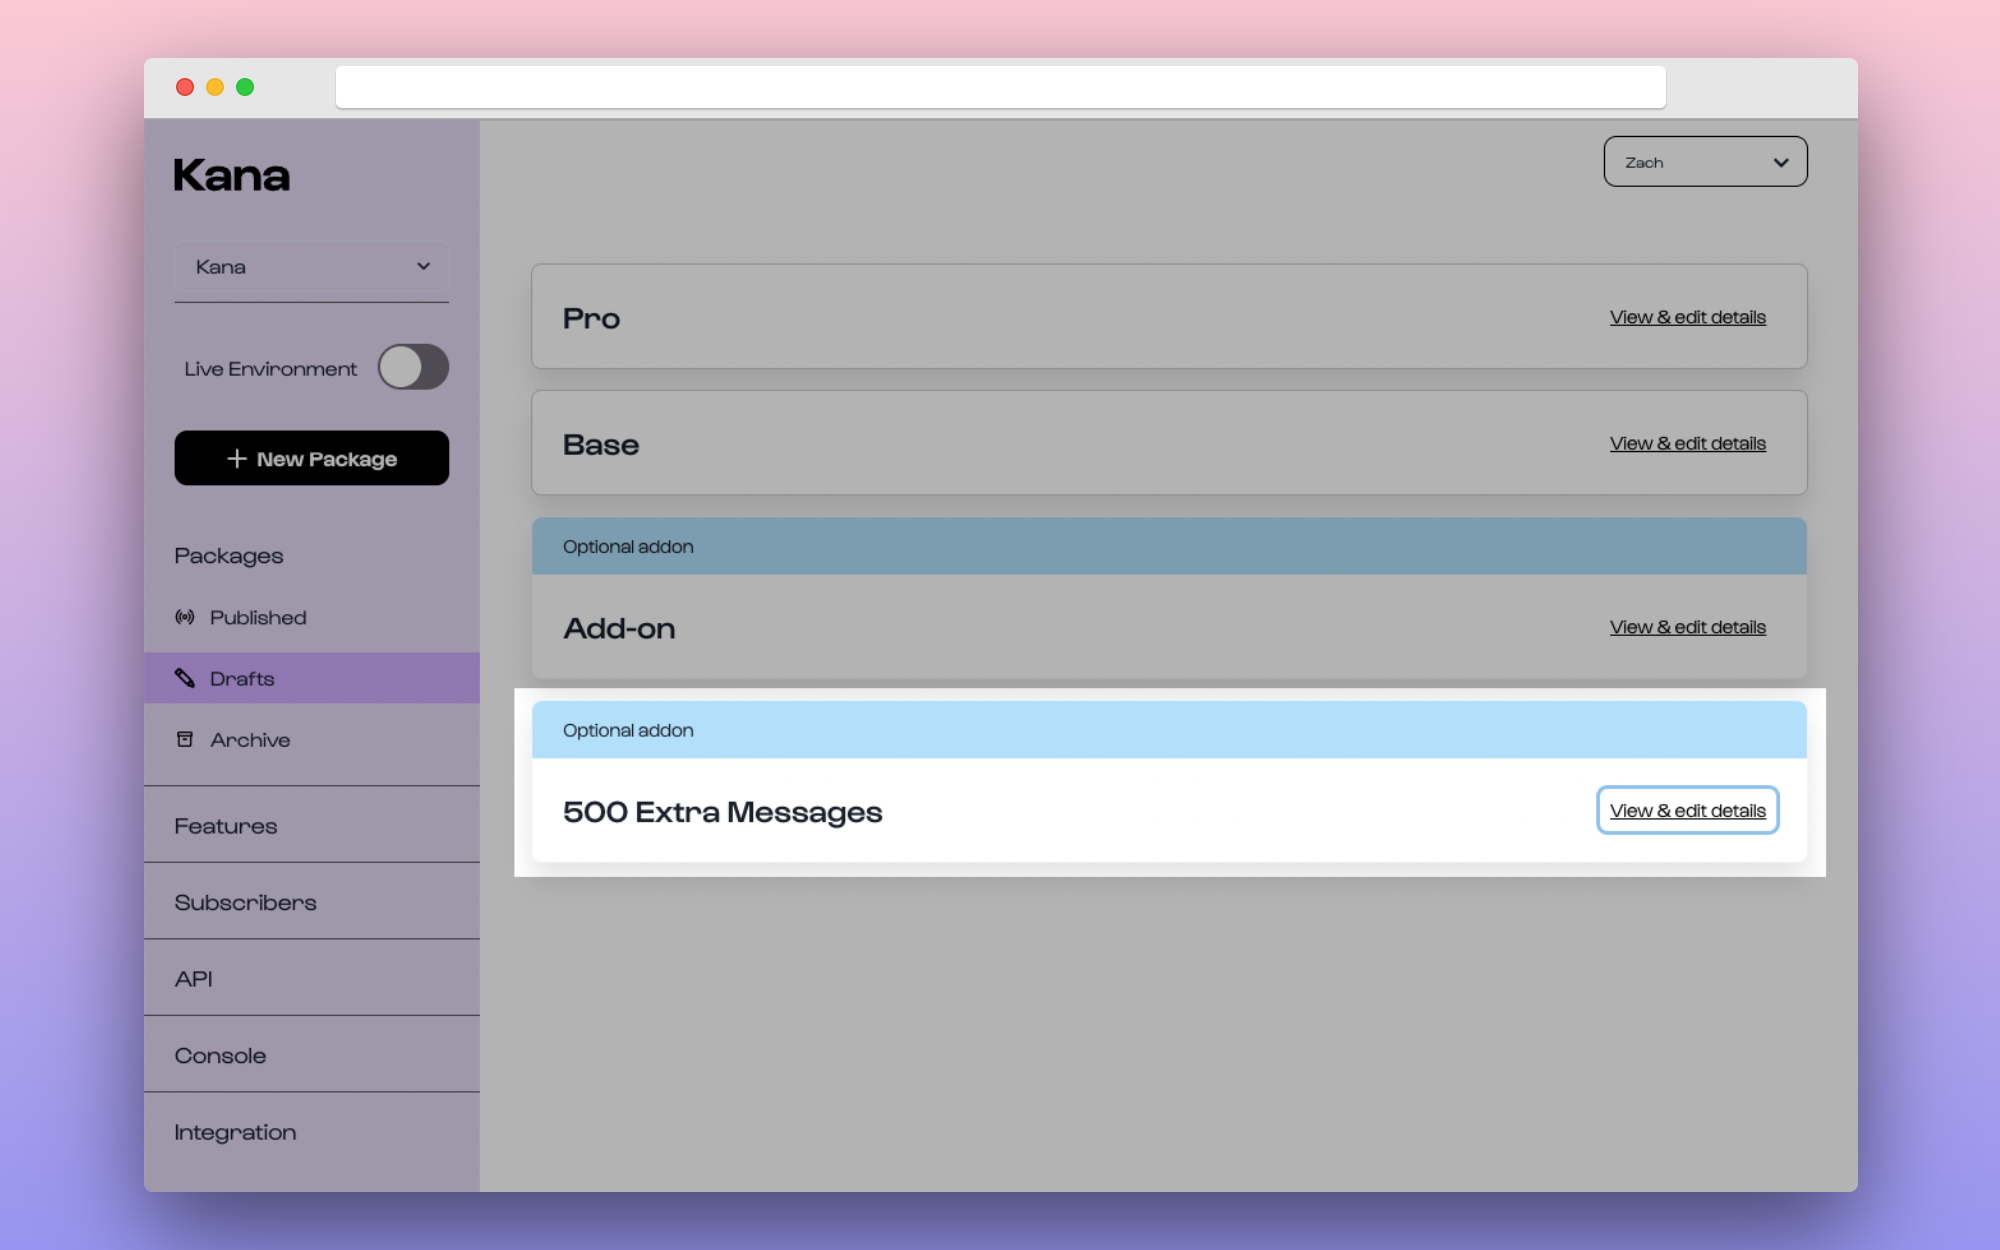 Kana
Zach
Kana
Live Environment
New Package
Packages
Published
Drafts
Archive
Features
Subscribers
API
Console
Integration
Pro
View & edit details
Base
View & edit details
Optional addon
Add-on
View & edit details
Optional addon
500 Extra Messages
View & edit details